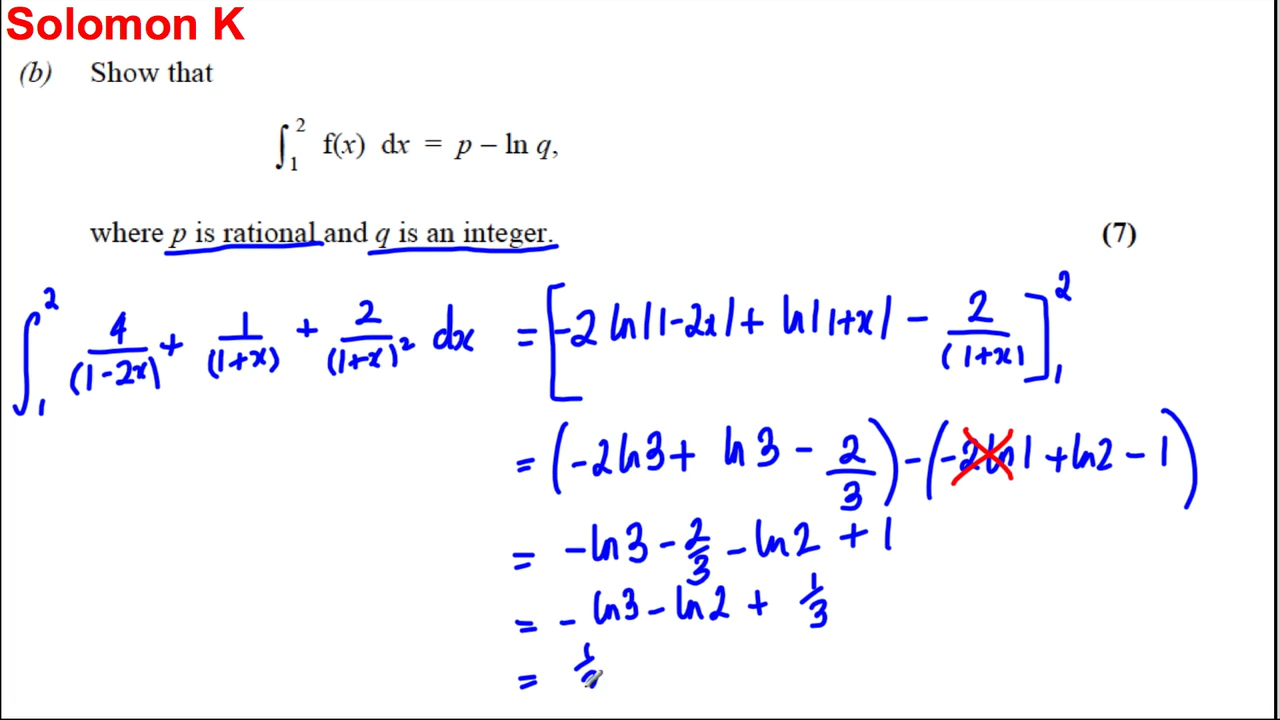 Solomon K
(b) Show that
∫₁² f(x) dx = p – ln q,
where p is rational and q is an integer. (7)
∫₁² 4/(1-2x) + 1/(1+x) + 2/(1+x)² dx = [-2 ln|1-2x| + ln|1+x| - 2/(1+x)]₁²
= (-2ln3 + ln3 - 2/3) - (-2ln1 + ln2 - 1)
= -ln3 - 2/3 - ln2 + 1
= - ln3 - ln2 + 1/3
=